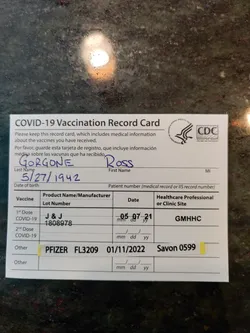 COVID-19 Vaccination Record Card
Please keep this record card, which includes medical information
about the vaccines you have received.
Por favor, guarde esta tarjeta de registro, que incluye información
médica sobre las vacunas que ha recibido.
CDC
GORGONE ROSS
Last Name First Name MI
5/27/1942
Date of birth Patient number (medical record or IIS record number)
Vaccine Product Name/Manufacturer Lot Number Date Healthcare Professional or Clinic Site
1st Dose COVID-19 J & J 1808978 05 07 21 mm dd yy GMHHC
2nd Dose COVID-19 mm dd yy
Other PFIZER FL3209 01/11/2022 mm dd yy Savon 0599
Other mm dd yy